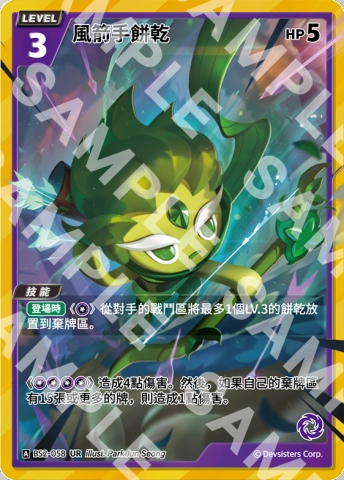 LEVEL
3
風箭手餅乾
HP 5
SAMPLE SAMPLE SAMPLE
技能
登場時 《》從對手的戰鬥區將最多1個LV.3的餅乾放
置到棄牌區。
《》造成4點傷害。然後，如果自己的棄牌區
有15張或更多的牌，則造成1點傷害。
A BS2-058 UR Illust. Park Jun Seong
© Devsisters Corp.